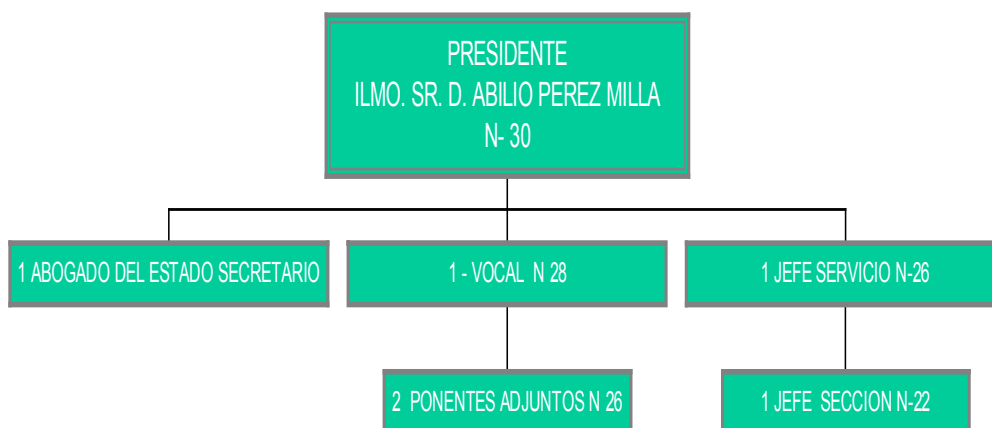 PRESIDENTE
ILMO. SR. D. ABILIO PEREZ MILLA
N- 30
1 ABOGADO DEL ESTADO SECRETARIO
1 - VOCAL N 28
1 JEFE SERVICIO N-26
2 PONENTES ADJUNTOS N 26
1 JEFE SECCION N-22